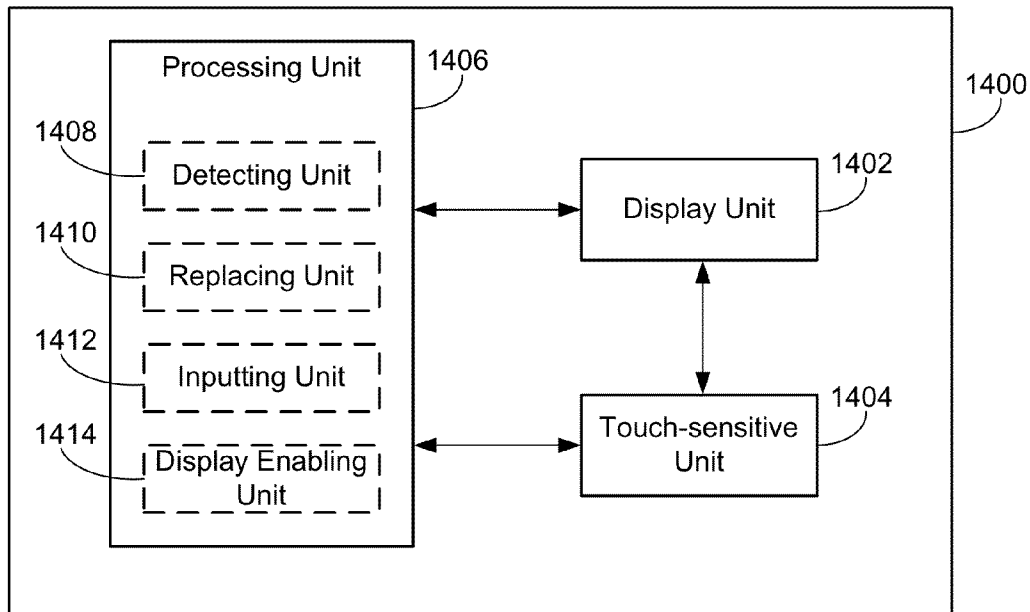 Processing Unit
1406
1400
1408
Detecting Unit
1402
Display Unit
1410
Replacing Unit
1412
Inputting Unit
1404
Touch-sensitive
Unit
1414
Display Enabling
Unit